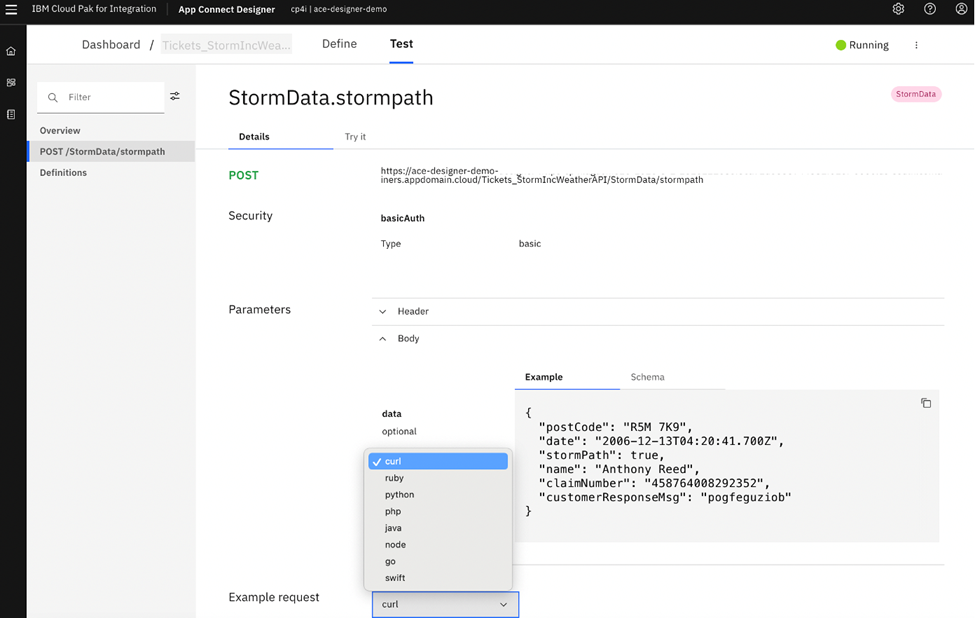 IBM Cloud Pak for Integration App Connect Designer cp4i | ace-designer-demo
Dashboard / Tickets_StormIncWea... Define Test Running
Filter
Overview
POST /StormData/stormpath
Definitions
StormData.stormpath StormData
Details Try it
POST
https://ace-designer-demo-
iners.appdomain.cloud/Tickets_StormIncWeatherAPI/StormData/stormpath
Security
basicAuth
Type basic
Parameters
Header
Body
Example Schema
data
optional
{
"postCode": "R5M 7K9",
"date": "2006-12-13T04:20:41.700Z",
"stormPath": true,
"name": "Anthony Reed",
"claimNumber": "458764008292352",
"customerResponseMsg": "pogfeguziob"
}
curl
ruby
python
php
java
node
go
swift
Example request
curl